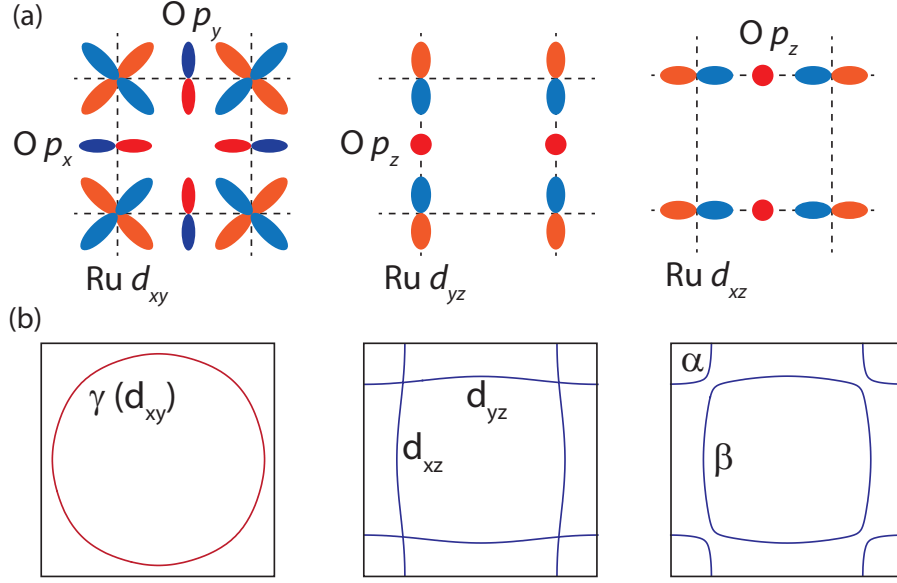 (a)
O p_y
O p_z
O p_x
O p_z
Ru d_xy
Ru d_yz
Ru d_xz
(b)
γ (d_xy)
d_yz
d_xz
α
β